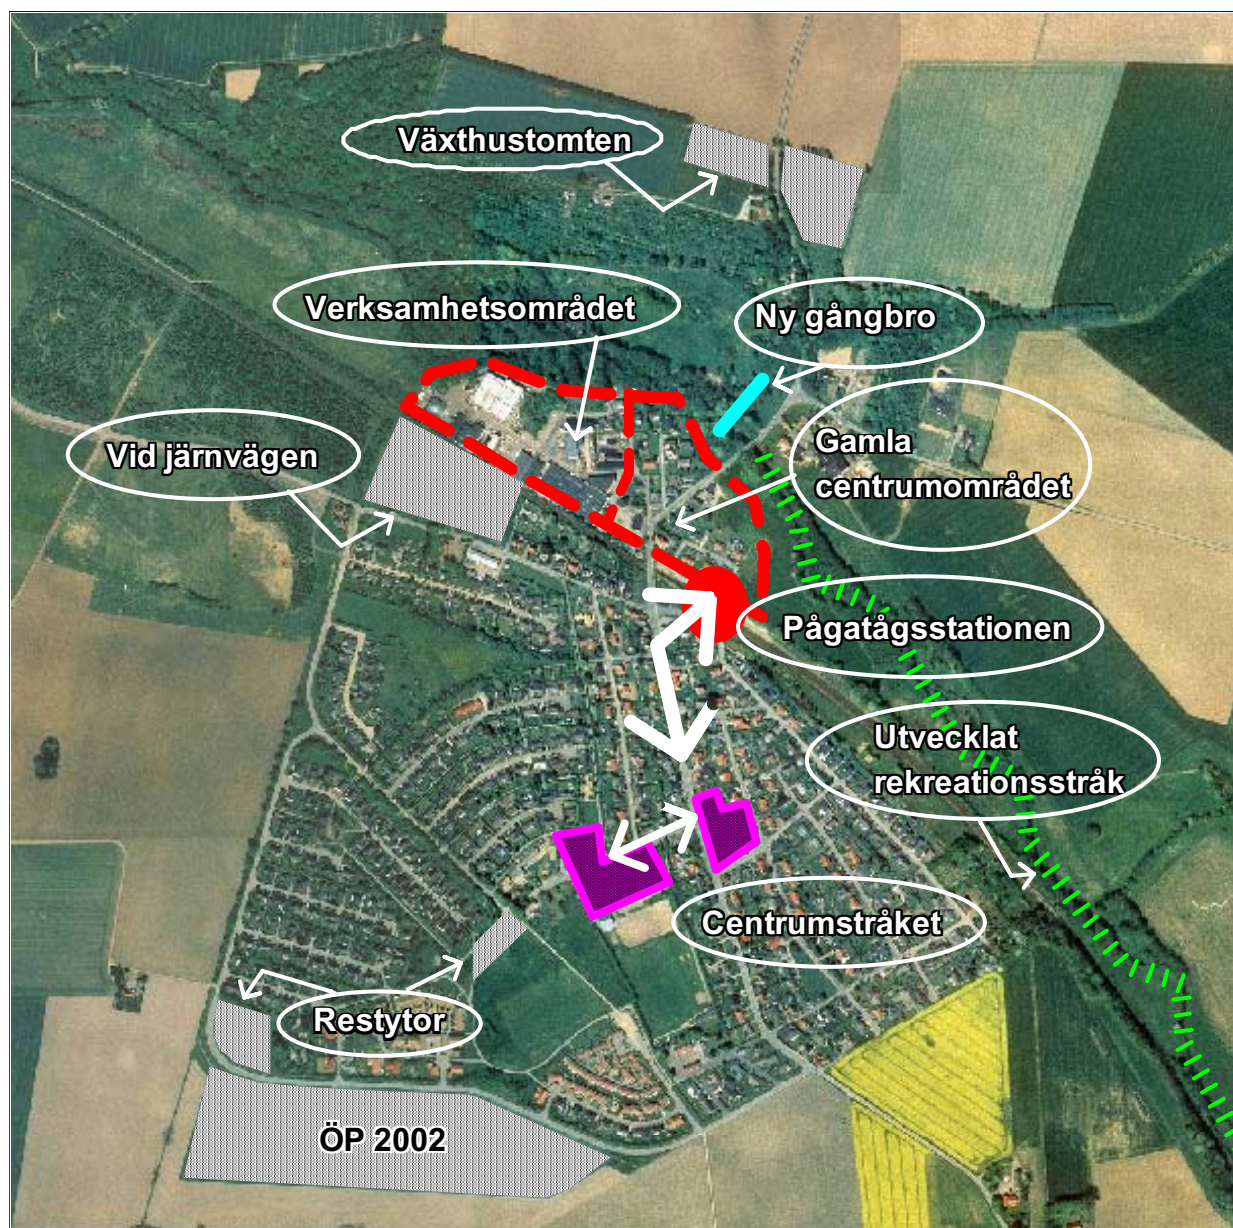 Växthustomten
Verksamhetsområdet
Ny gångbro
Vid järnvägen
Gamla
centrumområdet
Pågatågsstationen
Utvecklat
rekreationsstråk
Centrumstråket
Restytor
ÖP 2002